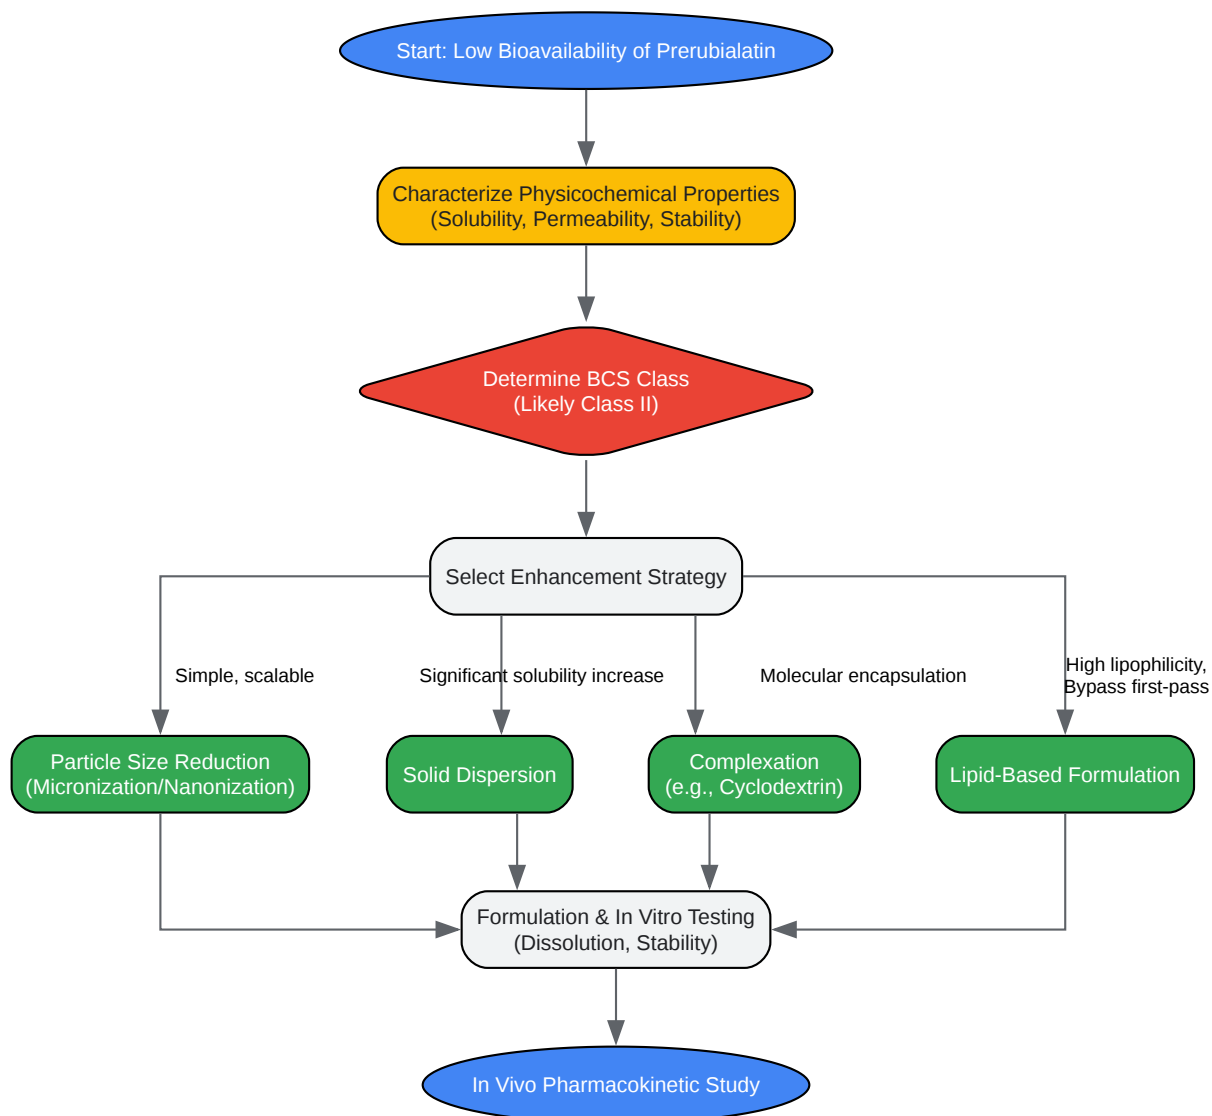 Start: Low Bioavailability of Prerubialatin
Characterize Physicochemical Properties
(Solubility, Permeability, Stability)
Determine BCS Class
(Likely Class II)
Select Enhancement Strategy
Simple, scalable
Significant solubility increase
Molecular encapsulation
High lipophilicity,
Bypass first-pass
Particle Size Reduction
(Micronization/Nanonization)
Solid Dispersion
Complexation
(e.g., Cyclodextrin)
Lipid-Based Formulation
Formulation & In Vitro Testing
(Dissolution, Stability)
In Vivo Pharmacokinetic Study